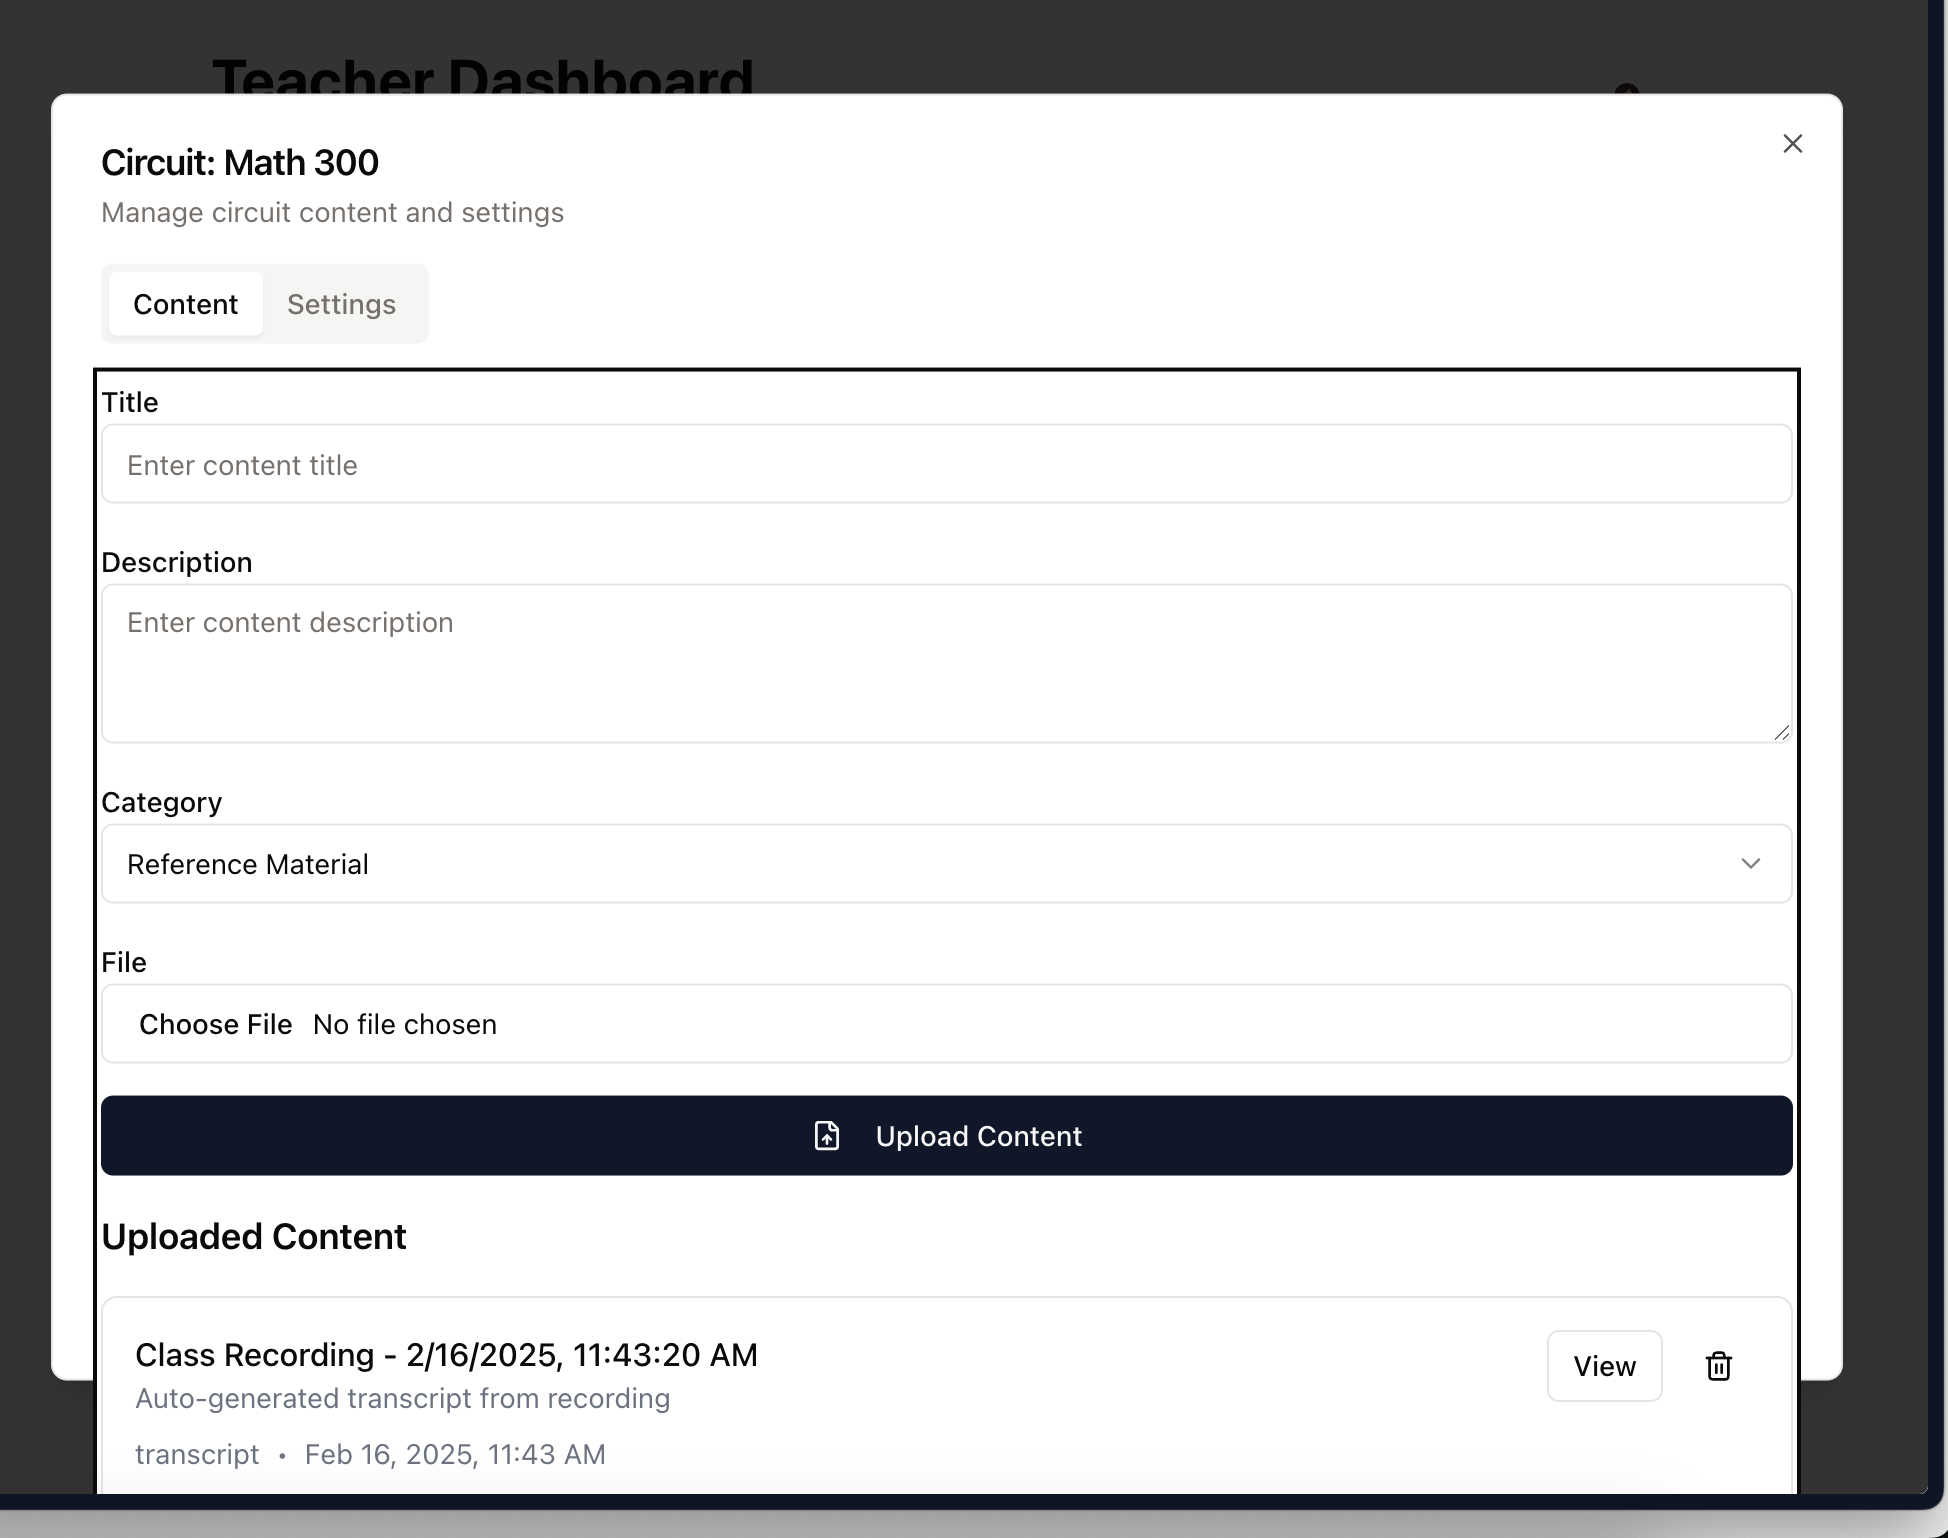 Teacher Dashboard
Circuit: Math 300
Manage circuit content and settings
Content
Settings
Title
Enter content title
Description
Enter content description
Category
Reference Material
File
Choose File No file chosen
Upload Content
Uploaded Content
Class Recording - 2/16/2025, 11:43:20 AM
View
Auto-generated transcript from recording
transcript • Feb 16, 2025, 11:43 AM